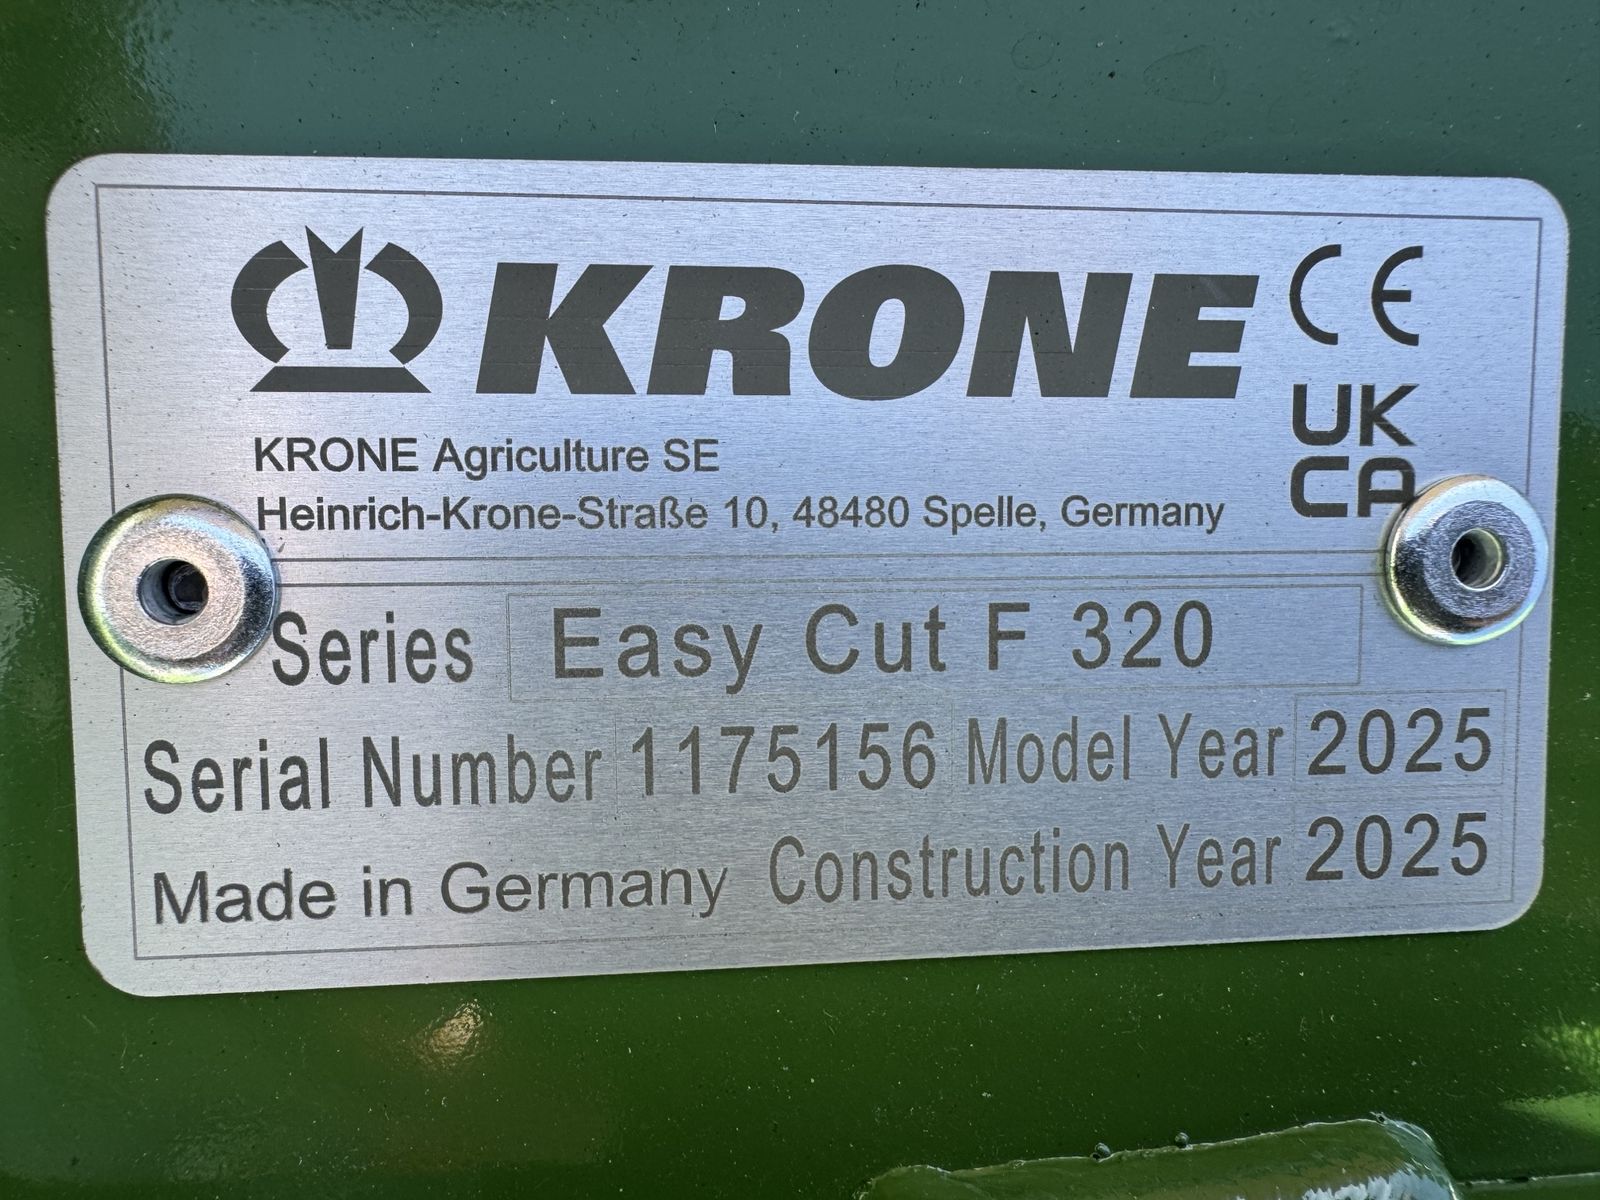 KRONE
CE
UK
CA
KRONE Agriculture SE
Heinrich-Krone-Straße 10, 48480 Spelle, Germany
Series Easy Cut F 320
Serial Number 1175156 Model Year 2025
Made in Germany Construction Year 2025